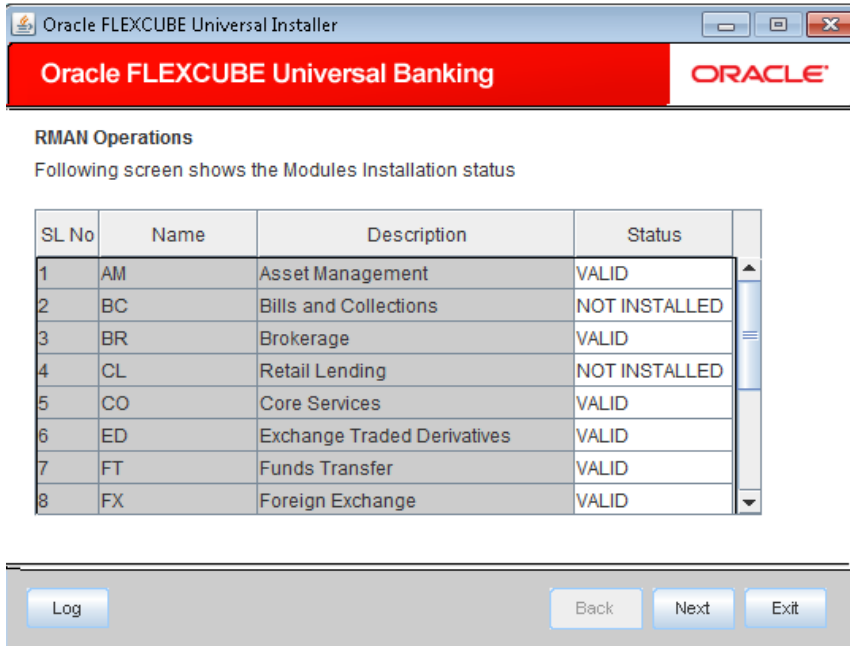 Oracle FLEXCUBE Universal Installer
Oracle FLEXCUBE Universal Banking ORACLE
RMAN Operations
Following screen shows the Modules Installation status
SL No Name Description Status
1 AM Asset Management VALID
2 BC Bills and Collections NOT INSTALLED
3 BR Brokerage VALID
4 CL Retail Lending NOT INSTALLED
5 CO Core Services VALID
6 ED Exchange Traded Derivatives VALID
7 FT Funds Transfer VALID
8 FX Foreign Exchange VALID
Log Back Next Exit